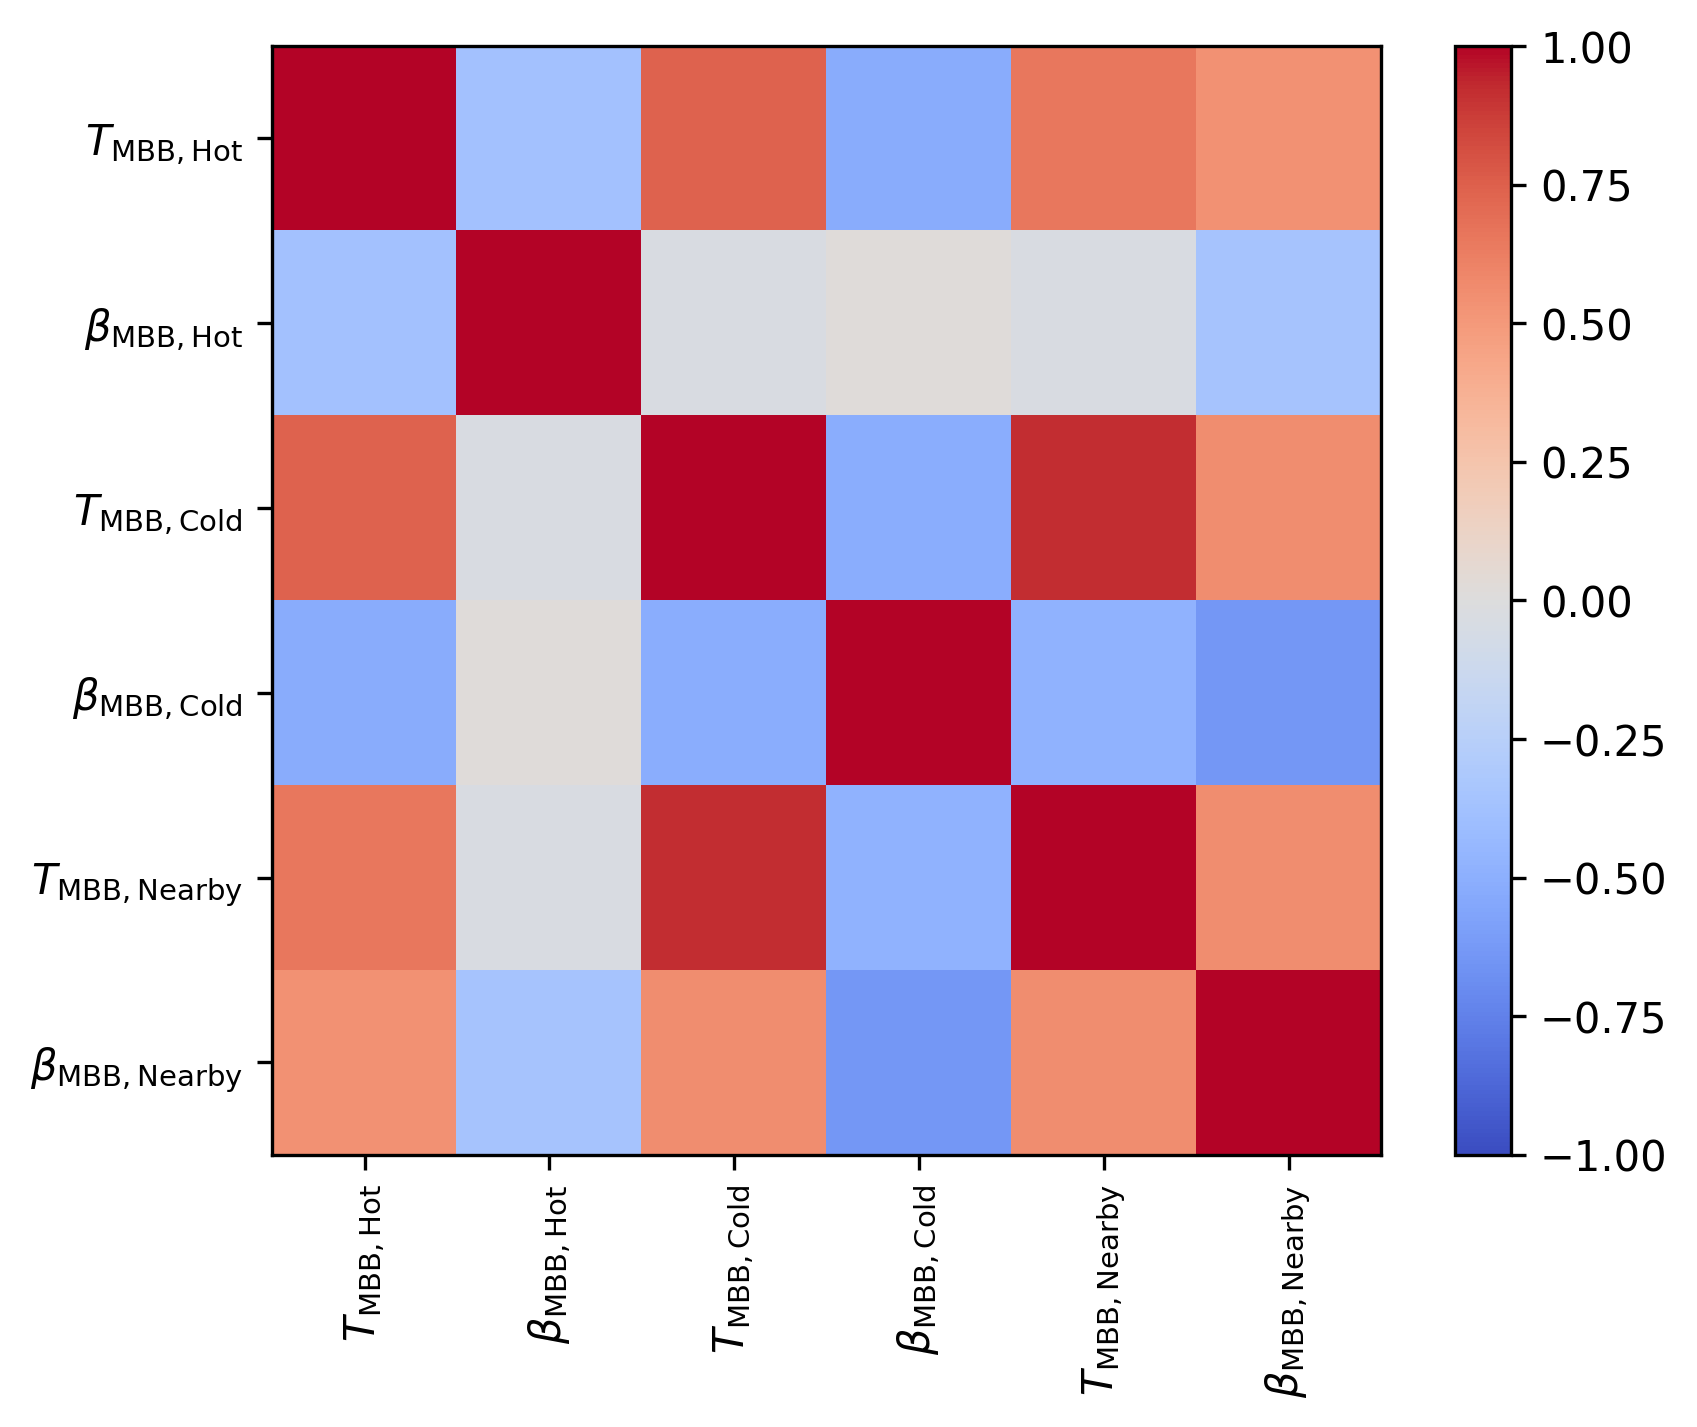 T_MBB, Hot
β_MBB, Hot
T_MBB, Cold
β_MBB, Cold
T_MBB, Nearby
β_MBB, Nearby
T_MBB, Hot
β_MBB, Hot
T_MBB, Cold
β_MBB, Cold
T_MBB, Nearby
β_MBB, Nearby
1.00
0.75
0.50
0.25
0.00
−0.25
−0.50
−0.75
−1.00